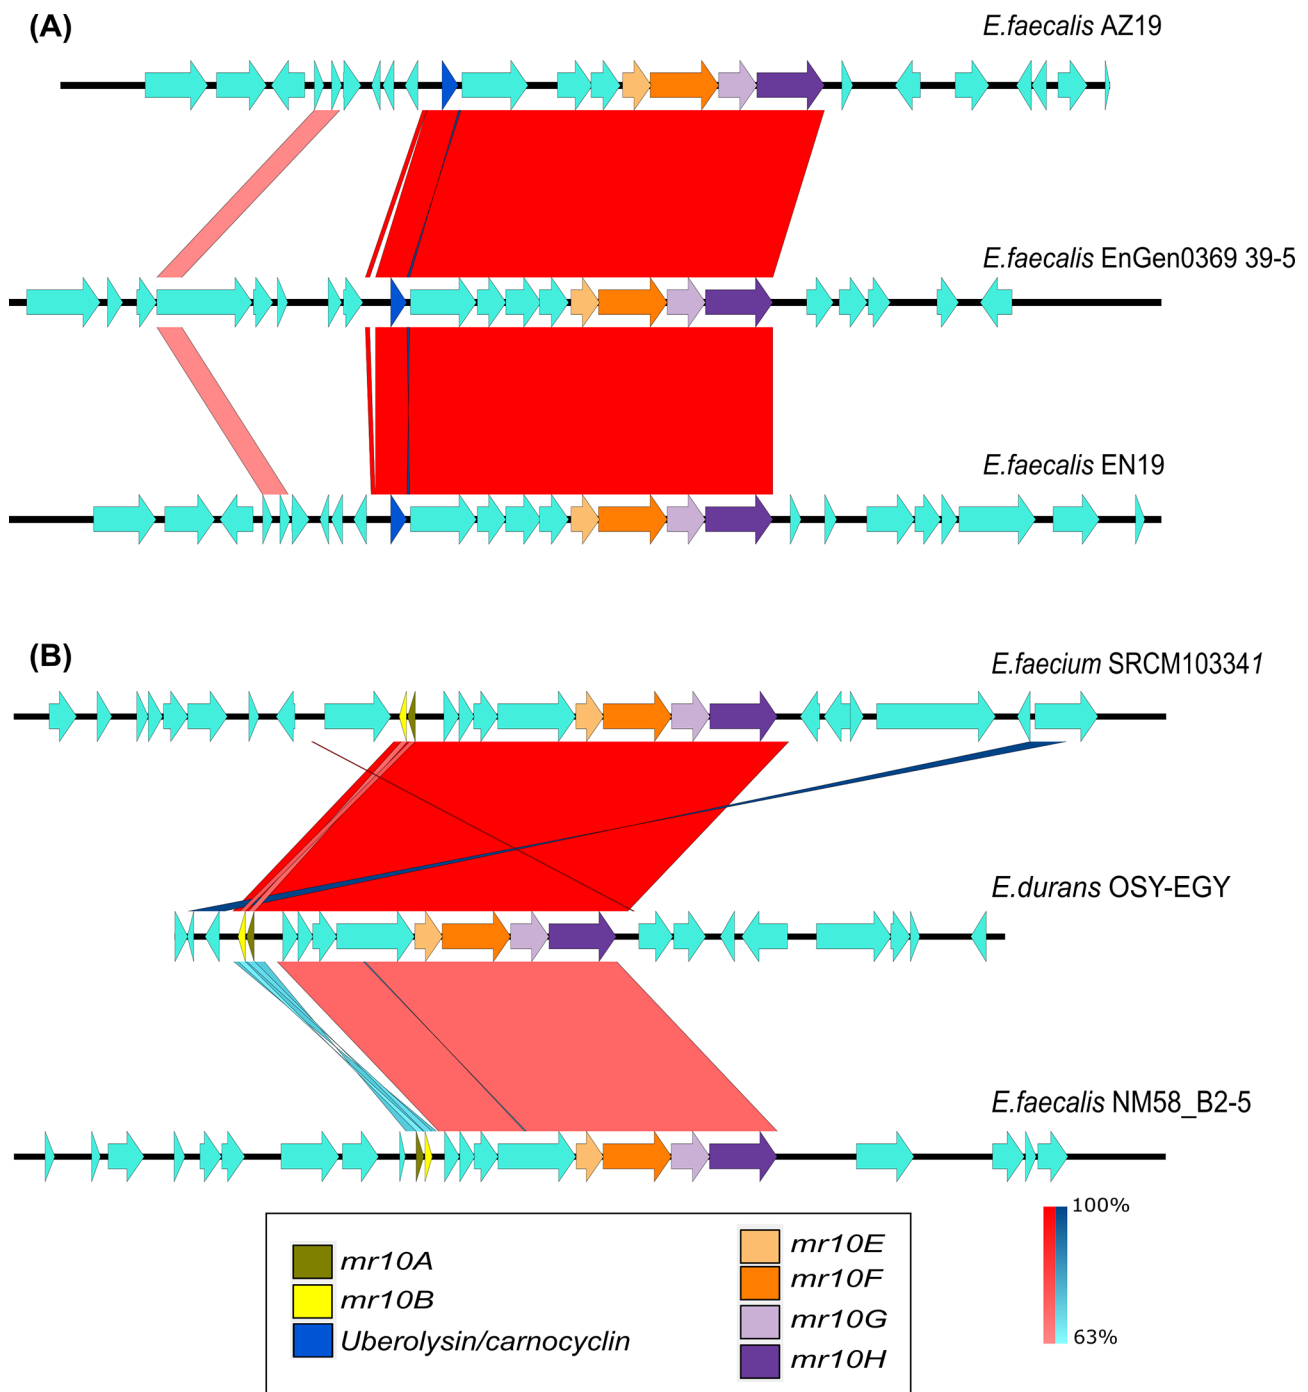 (A)
E.faecalis AZ19
E.faecalis EnGen0369 39-5
E.faecalis EN19
(B)
E.faecium SRCM103341
E.durans OSY-EGY
E.faecalis NM58_B2-5
100%
63%
mr10A
mr10B
Uberolysin/carnocyclin
mr10E
mr10F
mr10G
mr10H